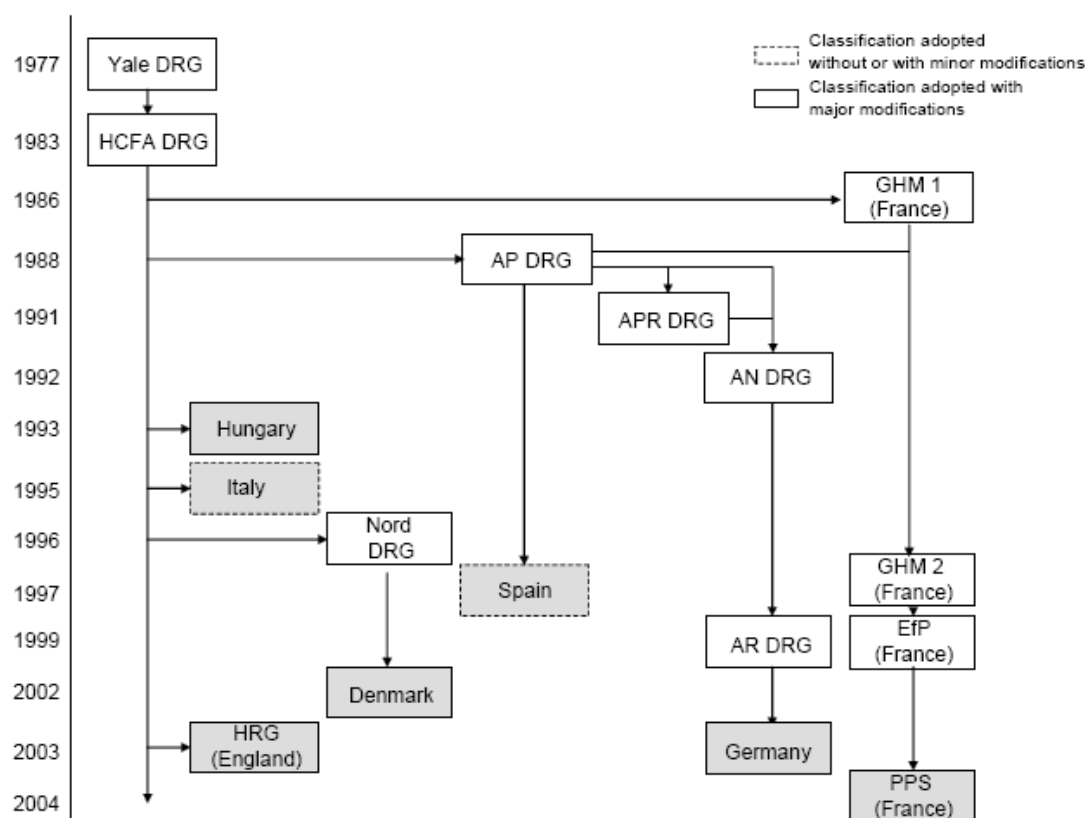 Classification adopted
without or with minor modifications
Classification adopted with
major modifications
1977
Yale DRG
1983
HCFA DRG
1986
GHM 1
(France)
1988
AP DRG
1991
APR DRG
1992
AN DRG
1993
Hungary
1995
Italy
1996
Nord
DRG
1997
Spain
GHM 2
(France)
1999
AR DRG
EfP
(France)
2002
Denmark
2003
HRG
(England)
Germany
2004
PPS
(France)